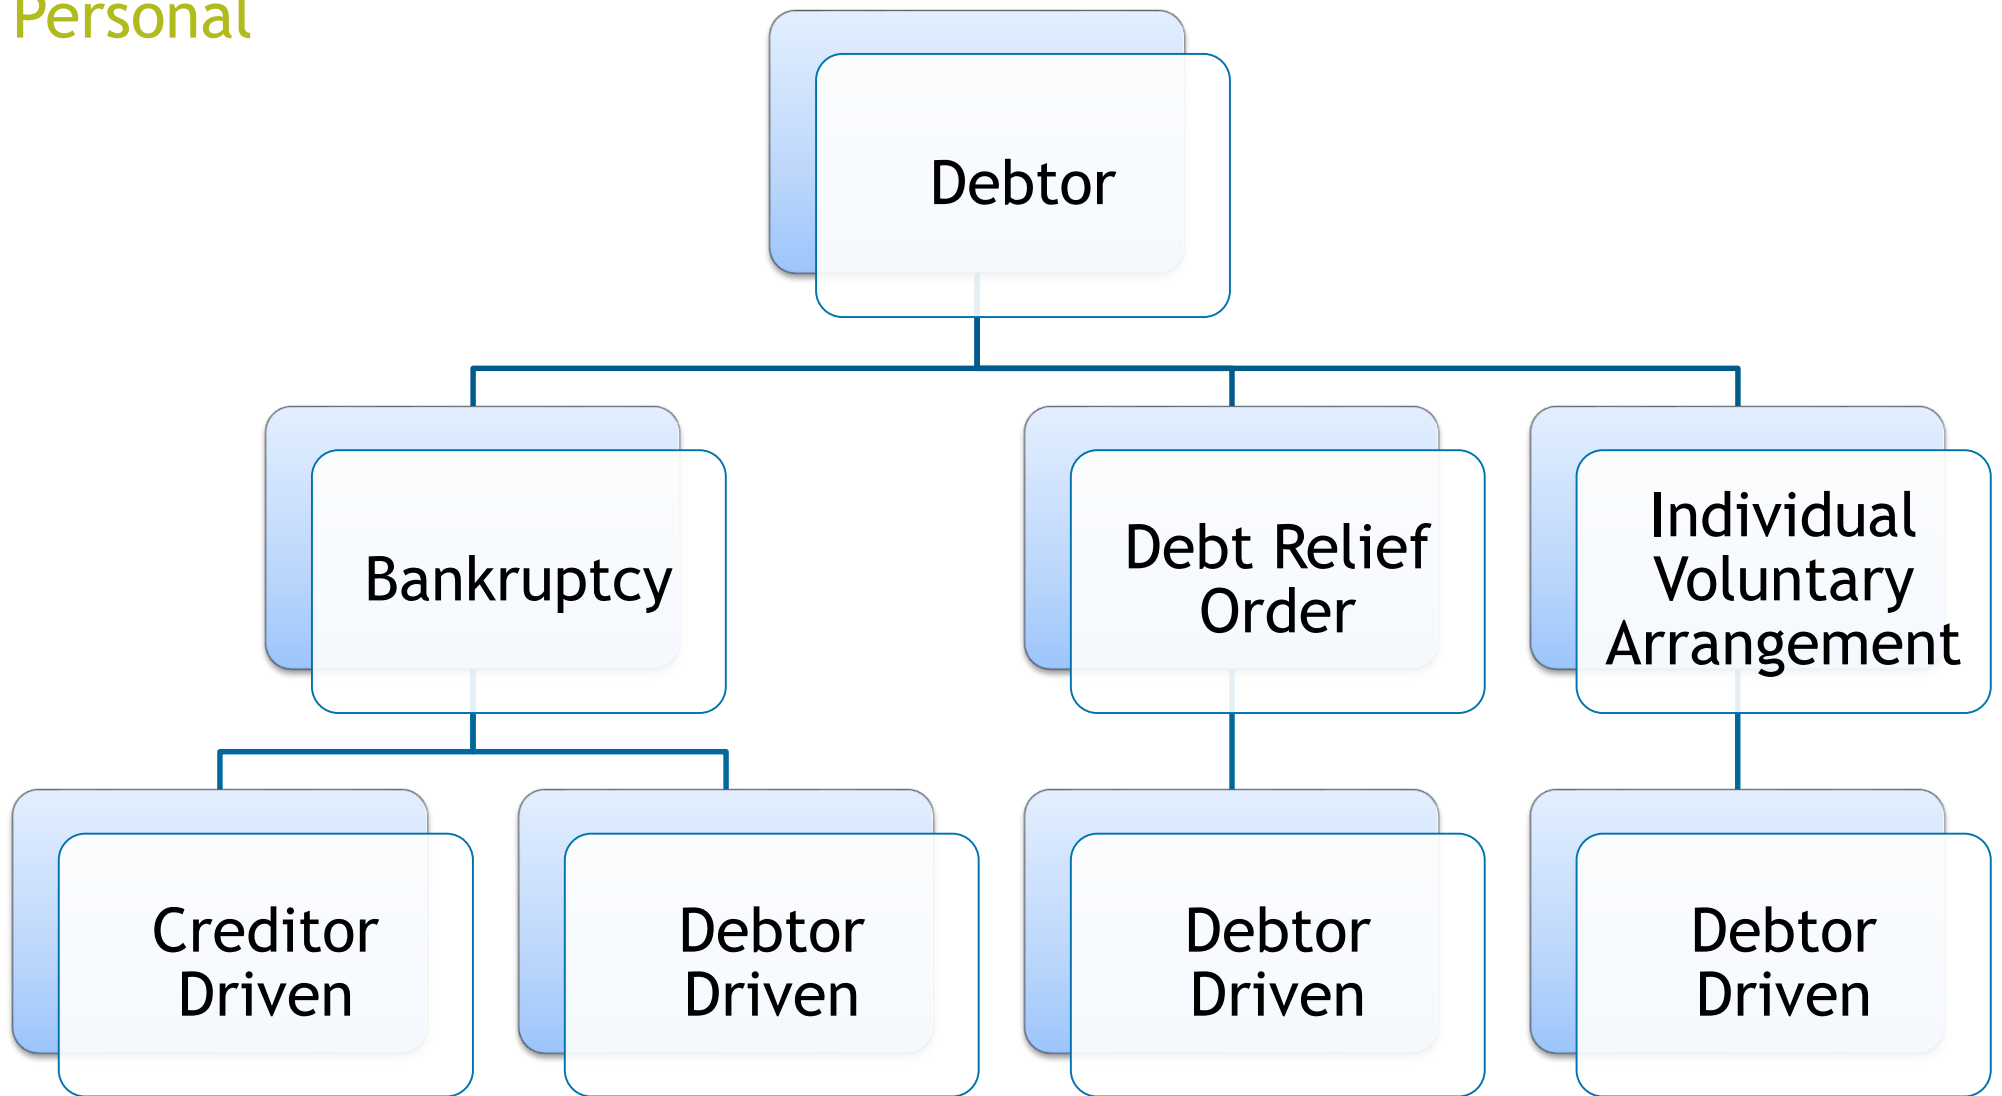 Personal
Debtor
Bankruptcy
Debt Relief
Order
Individual
Voluntary
Arrangement
Creditor
Driven
Debtor
Driven
Debtor
Driven
Debtor
Driven